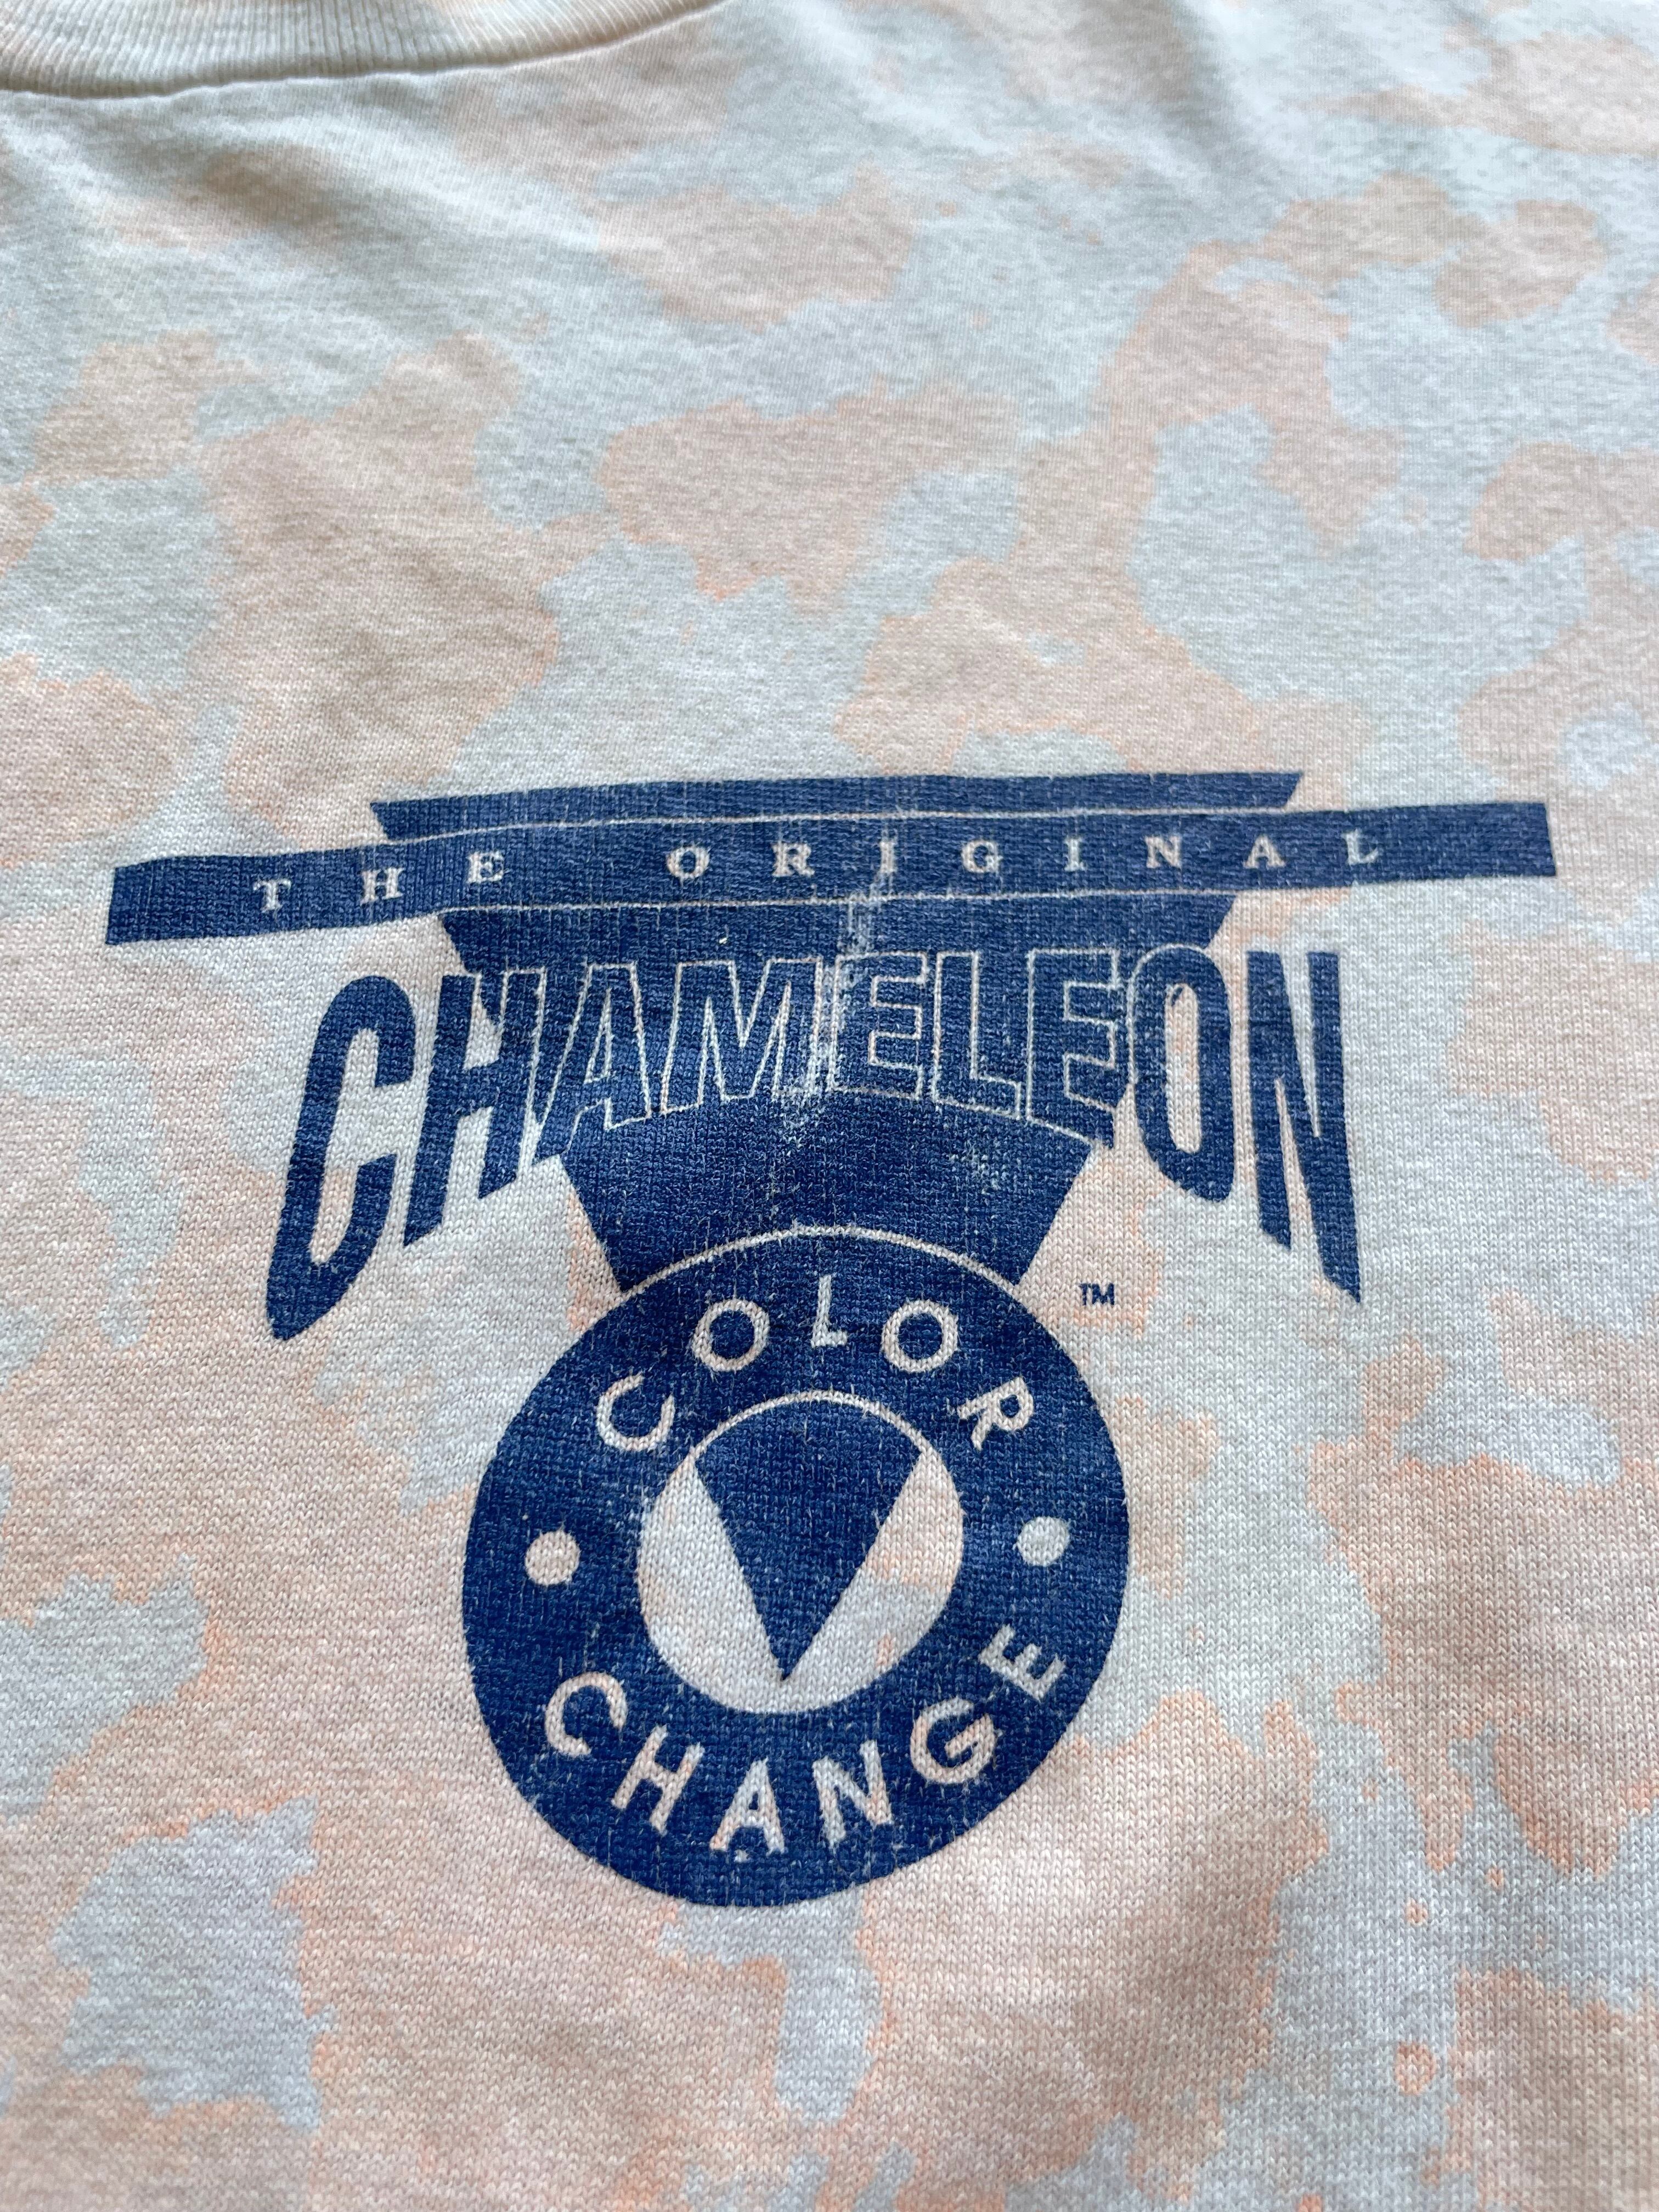 THE ORIGINAL
CHAMELEON
TM
COLOR
CHANGE